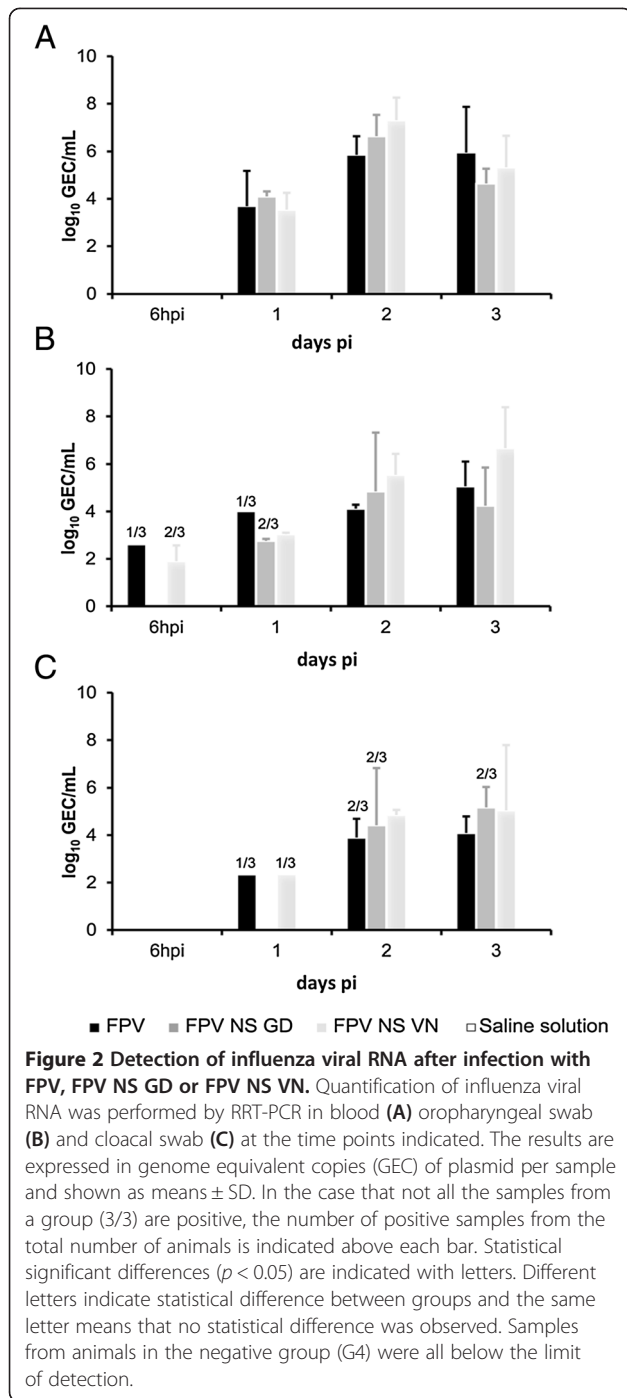 A
10
8
6
4
2
0
log₁₀ GEC/mL
6hpi 1 2 3
days pi
B
10
8
6
4
2
0
log₁₀ GEC/mL
1/3 2/3 1/3 2/3
6hpi 1 2 3
days pi
C
10
8
6
4
2
0
log₁₀ GEC/mL
1/3 1/3 2/3 2/3 2/3
6hpi 1 2 3
days pi
FPV FPV NS GD FPV NS VN Saline solution
Figure 2 Detection of influenza viral RNA after infection with
FPV, FPV NS GD or FPV NS VN. Quantification of influenza viral
RNA was performed by RRT-PCR in blood (A) oropharyngeal swab
(B) and cloacal swab (C) at the time points indicated. The results are
expressed in genome equivalent copies (GEC) of plasmid per sample
and shown as means ± SD. In the case that not all the samples from
a group (3/3) are positive, the number of positive samples from the
total number of animals is indicated above each bar. Statistical
significant differences (p < 0.05) are indicated with letters. Different
letters indicate statistical difference between groups and the same
letter means that no statistical difference was observed. Samples
from animals in the negative group (G4) were all below the limit
of detection.